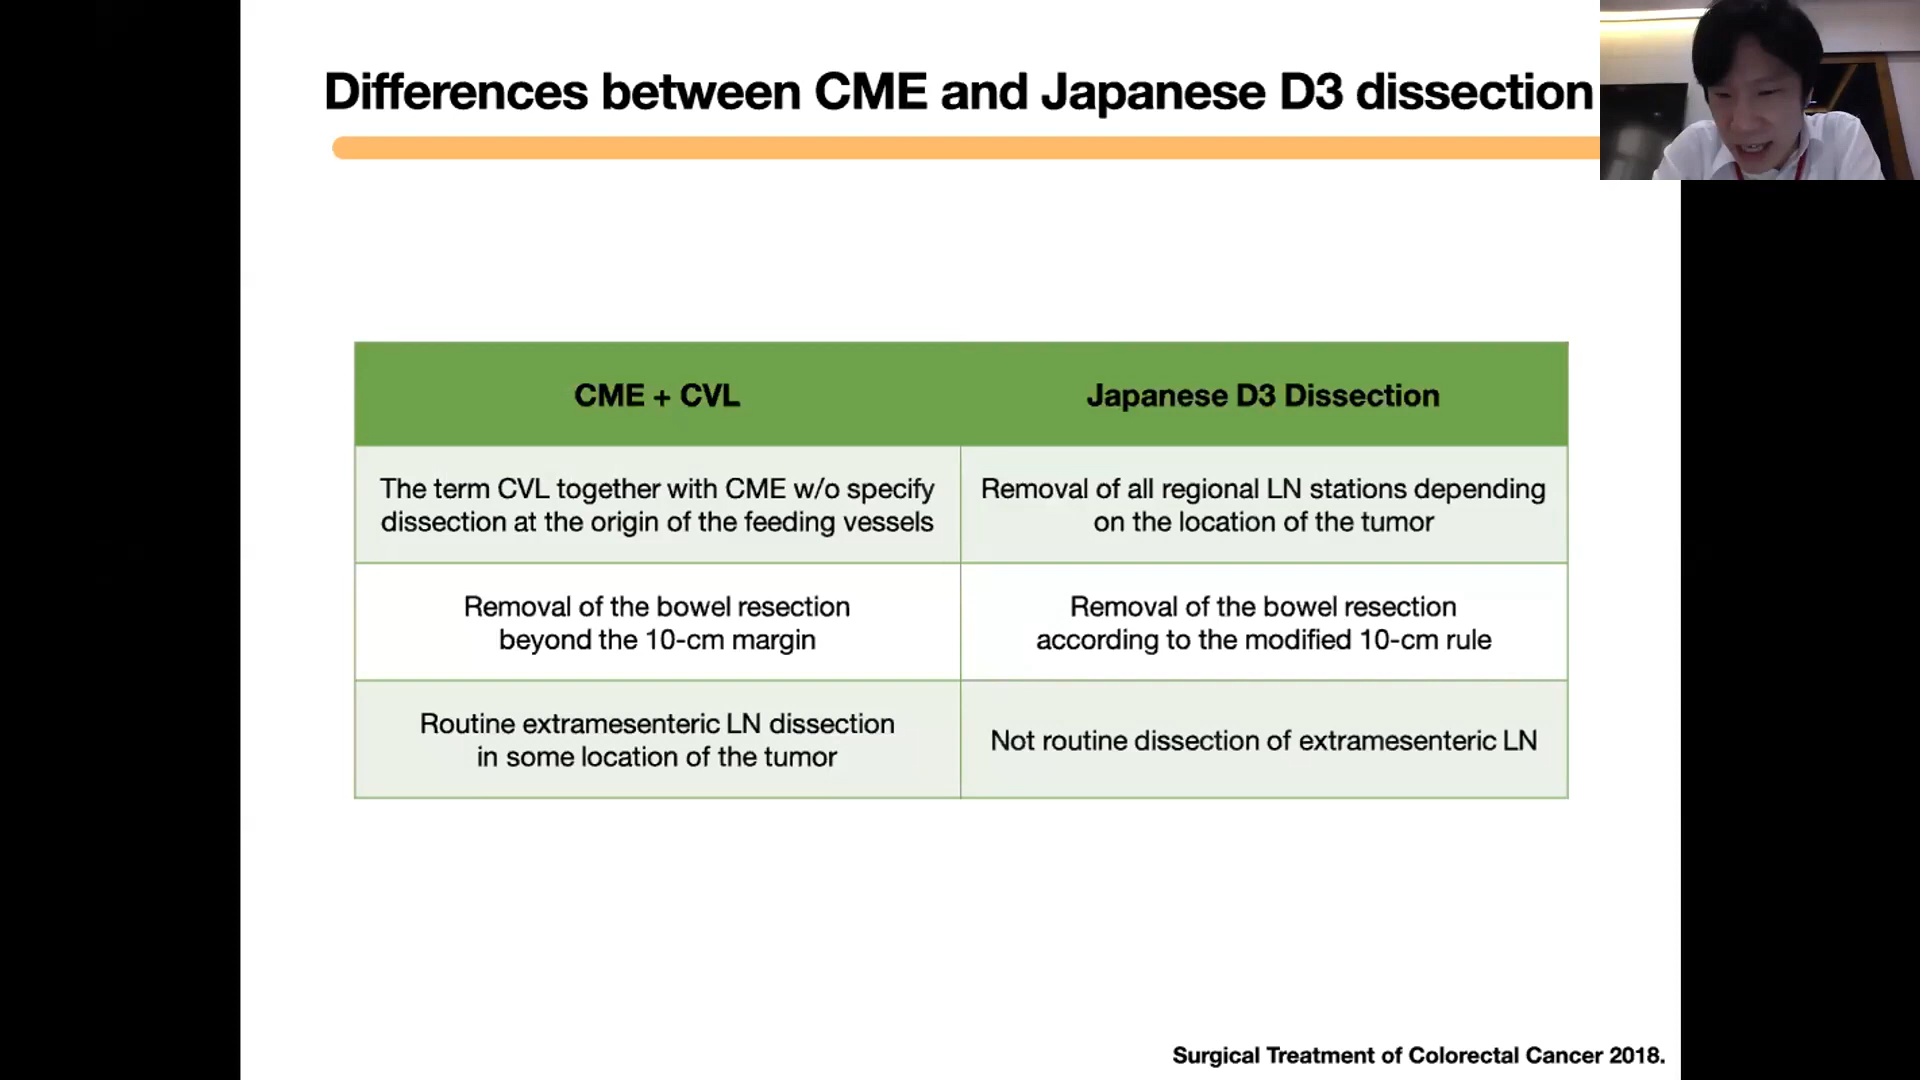 Differences between CME and Japanese D3 dissection
CME + CVL
Japanese D3 Dissection
The term CVL together with CME w/o specify
dissection at the origin of the feeding vessels
Removal of all regional LN stations depending
on the location of the tumor
Removal of the bowel resection
beyond the 10-cm margin
Removal of the bowel resection
according to the modified 10-cm rule
Routine extramesenteric LN dissection
in some location of the tumor
Not routine dissection of extramesenteric LN
Surgical Treatment of Colorectal Cancer 2018.